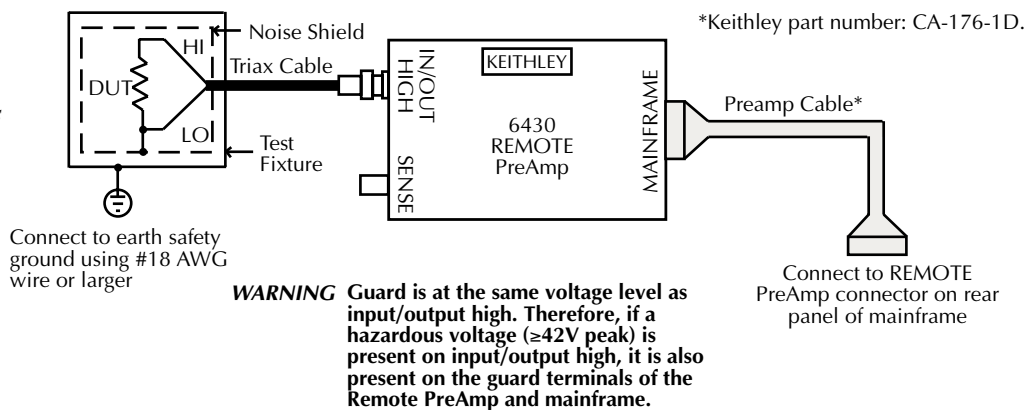 *Keithley part number: CA-176-1D.
Noise Shield
HI
Triax Cable
DUT
LO
Test
Fixture
IN/OUT
HIGH
SENSE
KEITHLEY
6430
REMOTE
PreAmp
MAINFRAME
Preamp Cable*
Connect to earth safety
ground using #18 AWG
wire or larger
Connect to REMOTE
PreAmp connector on rear
panel of mainframe
WARNING Guard is at the same voltage level as
input/output high. Therefore, if a
hazardous voltage (≥42V peak) is
present on input/output high, it is also
present on the guard terminals of the
Remote PreAmp and mainframe.